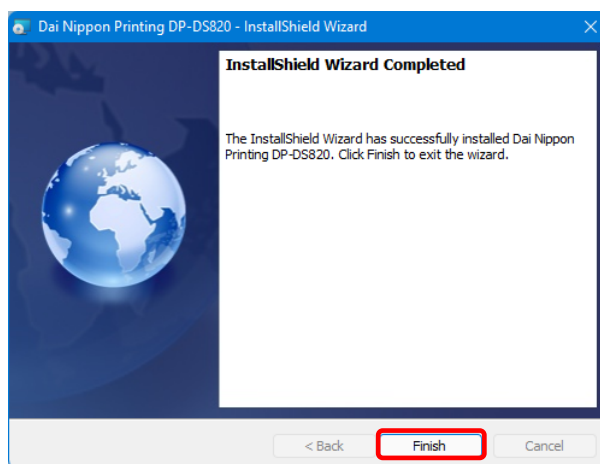 Dai Nippon Printing DP-DS820 - InstallShield Wizard
InstallShield Wizard Completed
The InstallShield Wizard has successfully installed Dai Nippon
Printing DP-DS820. Click Finish to exit the wizard.
< Back
Finish
Cancel